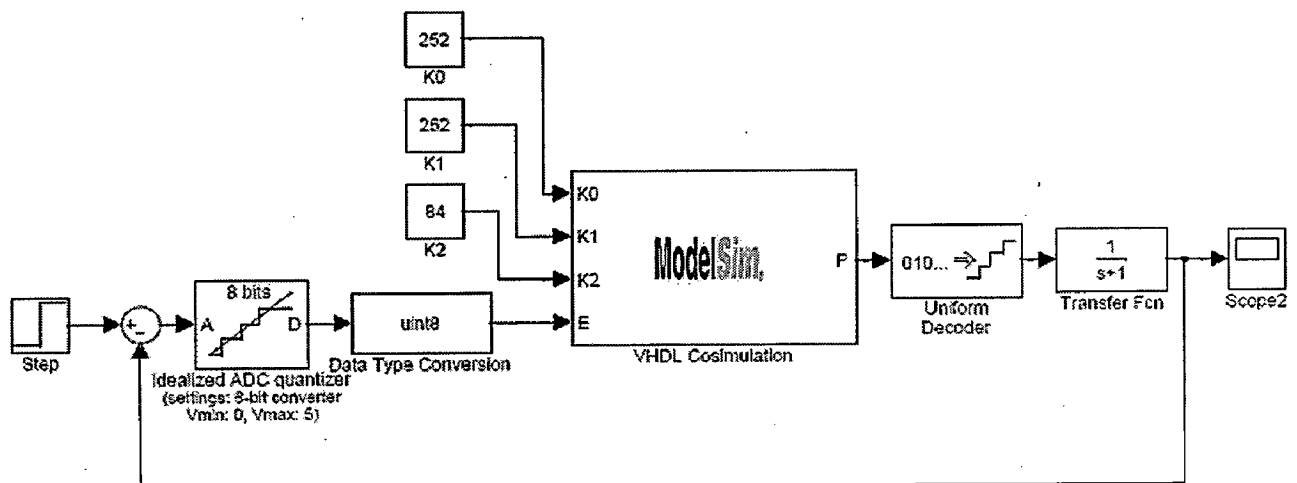 252
K0
252
K1
84
K2
K0
K1
K2
E
ModelSim.
P
VHDL Cosimulation
010...
Uniform
Decoder
1
s+1
Transfer Fcn
Scope2
Step
+
-
8 bits
A
D
Idealized ADC quantizer
(settings: 8-bit converter
Vmin: 0, Vmax: 5)
uint8
Data Type Conversion